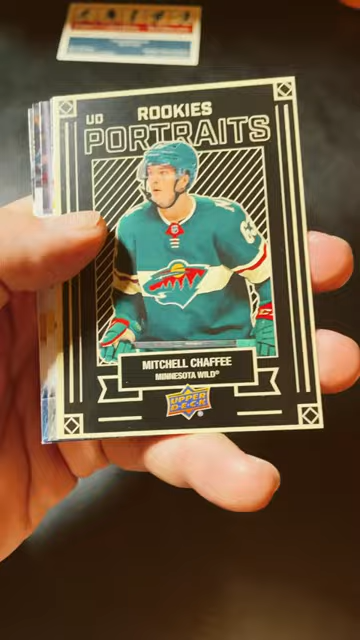 UD
ROOKIES
PORTRAITS
MITCHELL CHAFFEE
MINNESOTA WILD®
UPPER
DECK®